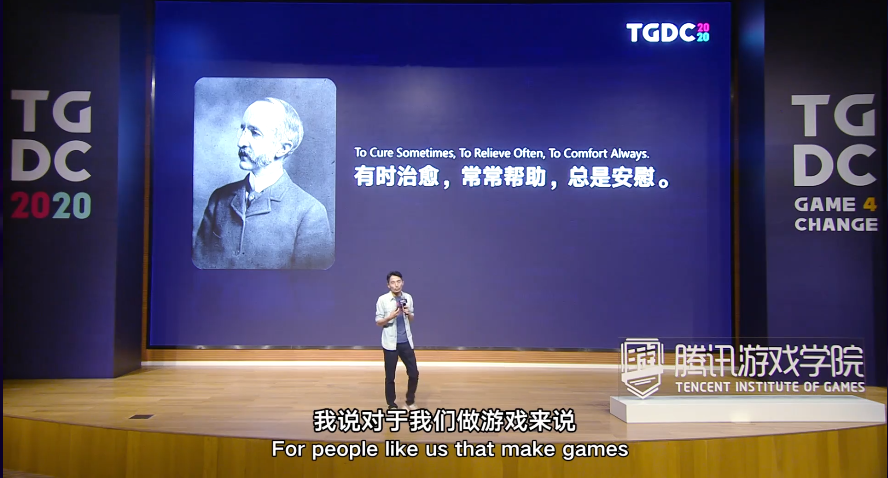 TGDC 2020
TG
DC
2020
To Cure Sometimes, To Relieve Often, To Comfort Always.
有时治愈，常常帮助，总是安慰。
TG
DC
GAME 4
CHANGE
腾讯游戏学院
TENCENT INSTITUTE OF GAMES
我说对于我们做游戏来说
For people like us that make games